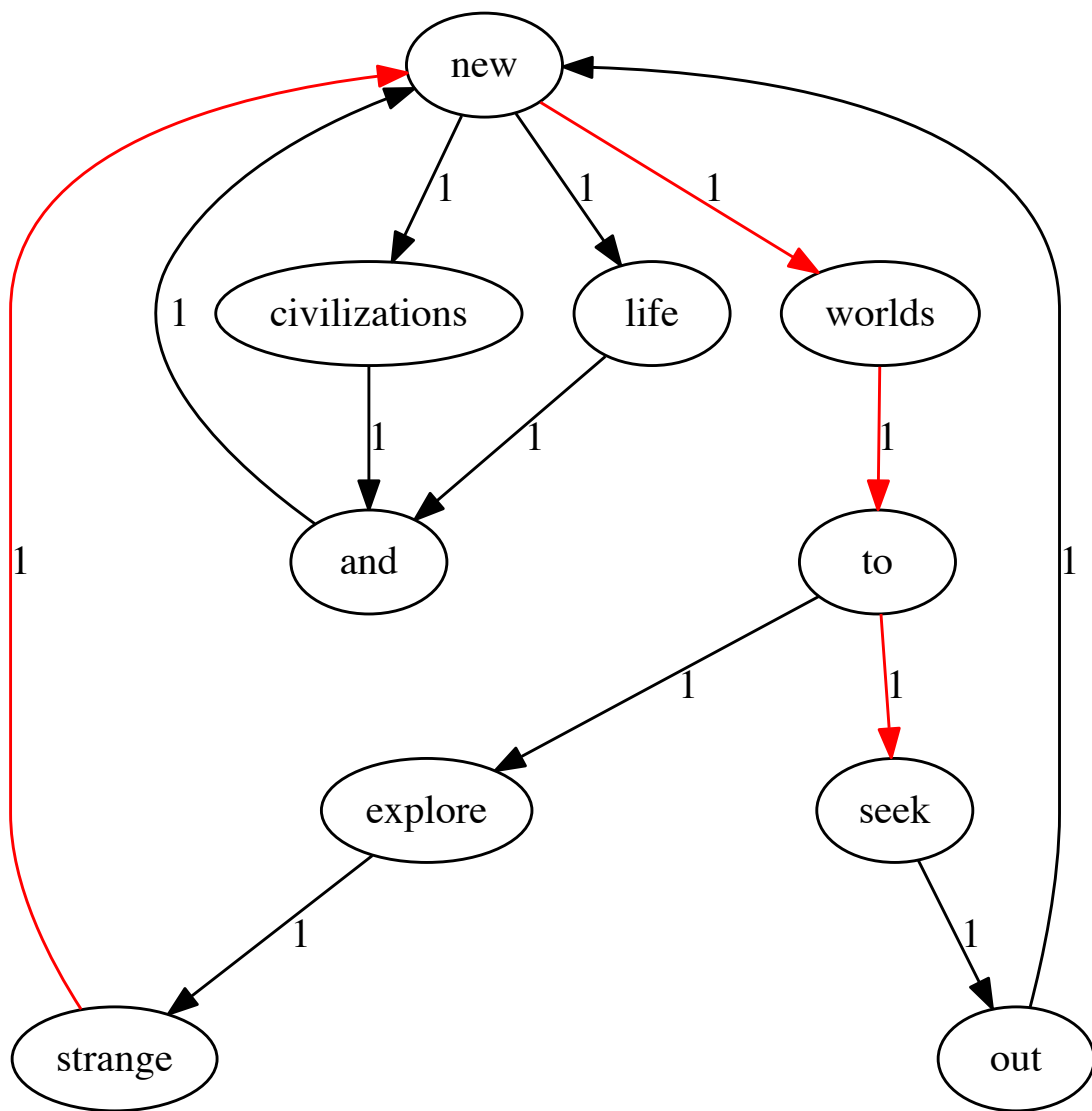 new
1 1 1
civilizations life worlds
1
1 1 1
and to
1 1
1 1
explore seek
1 1
strange out